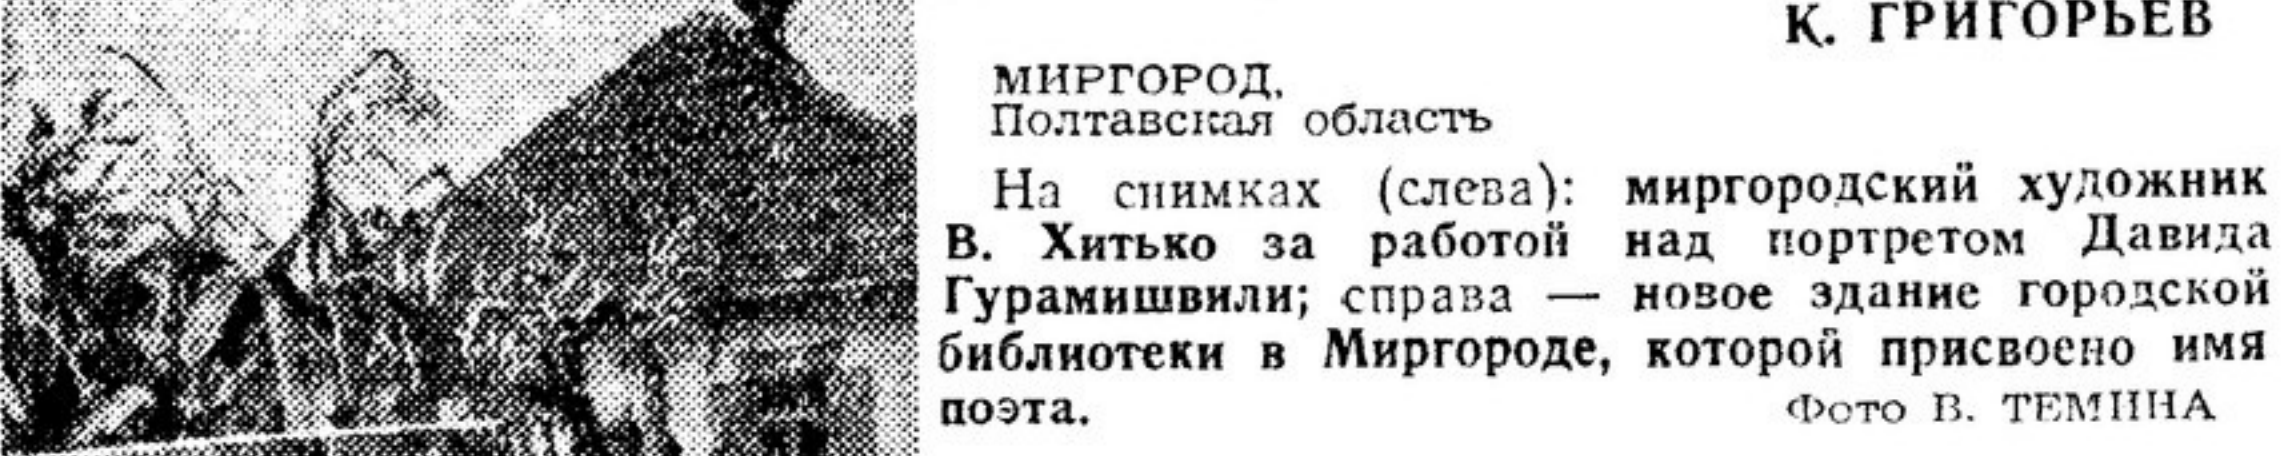 К. ГРИГОРЬЕВ
МИРГОРОД,
Полтавская область
На снимках (слева): миргородский художник
В. Хитько за работой над портретом Давида
Гурамишвили; справа — новое здание городской
библиотеки в Миргороде, которой присвоено имя
поэта.
Фото В. ТЕМИНА